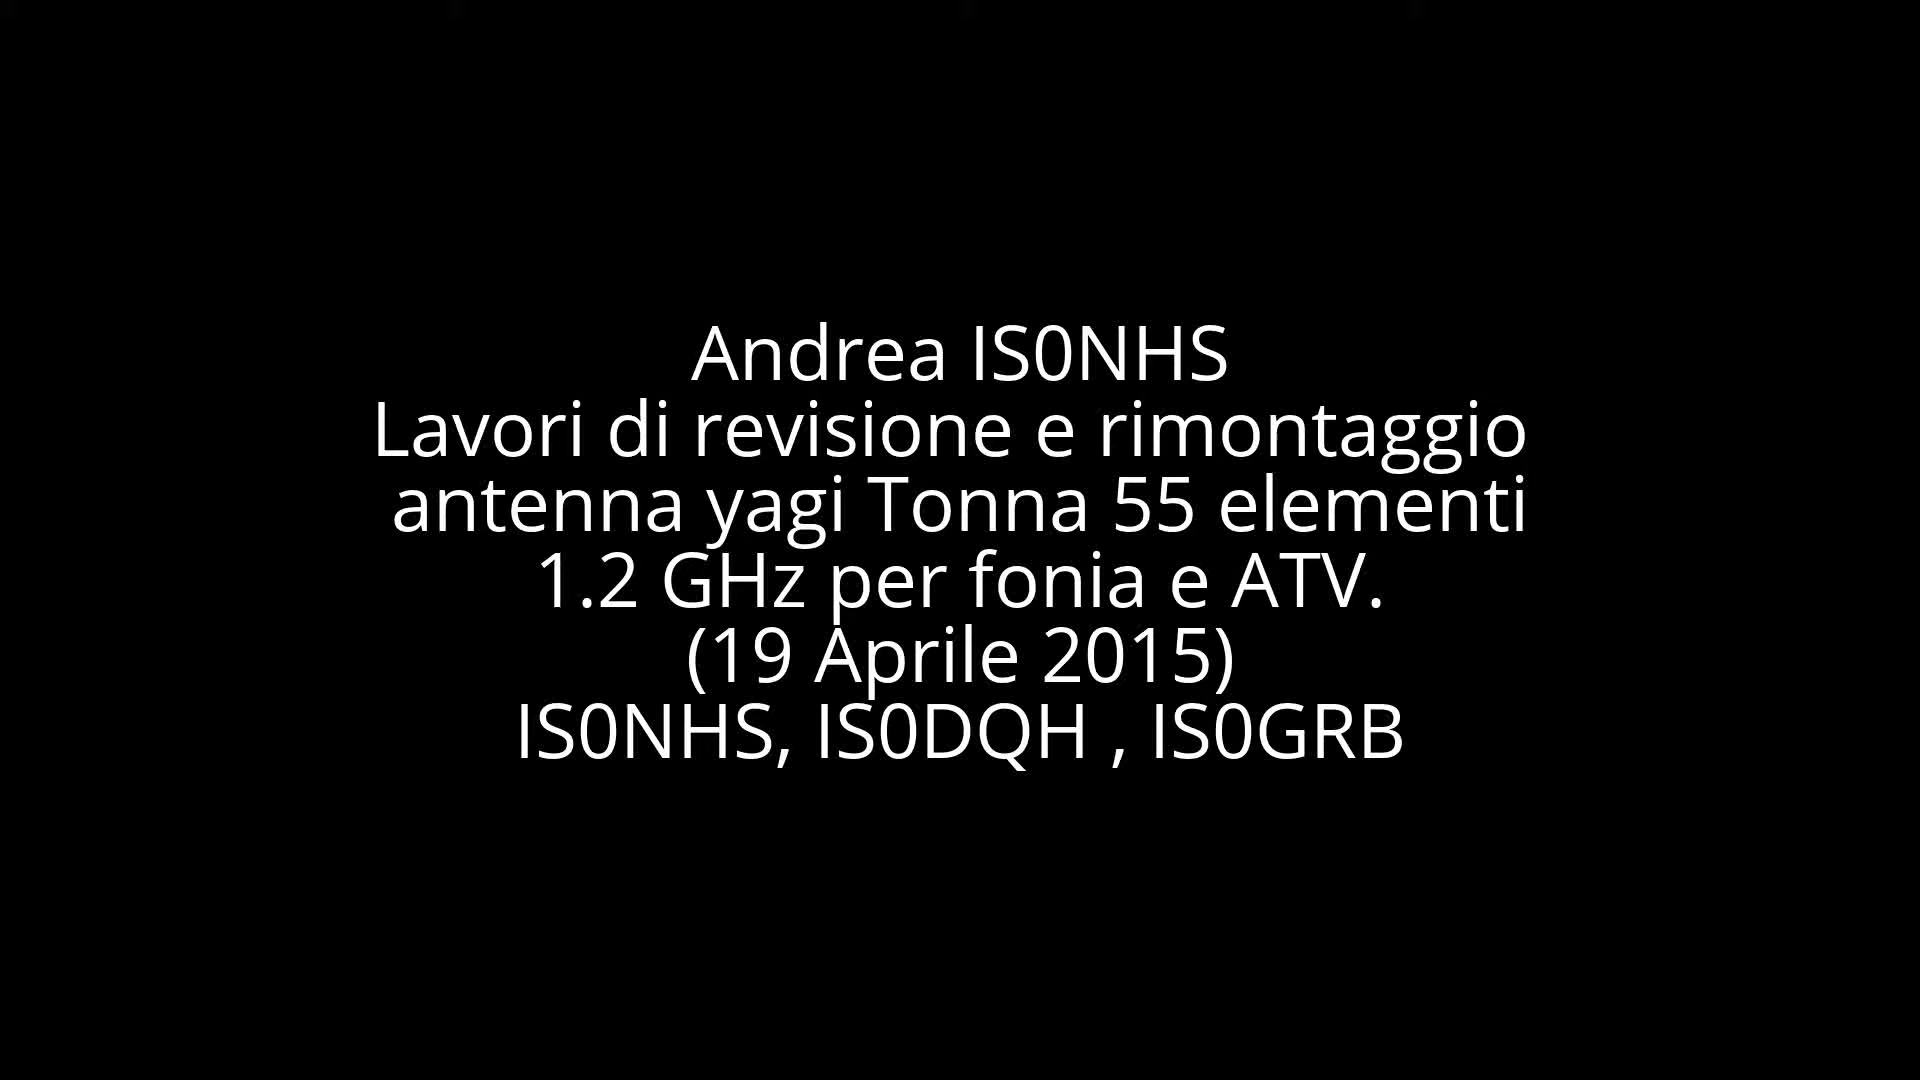 Andrea IS0NHS
Lavori di revisione e rimontaggio
antenna yagi Tonna 55 elementi
1.2 GHz per fonia e ATV.
(19 Aprile 2015)
IS0NHS, IS0DQH , IS0GRB